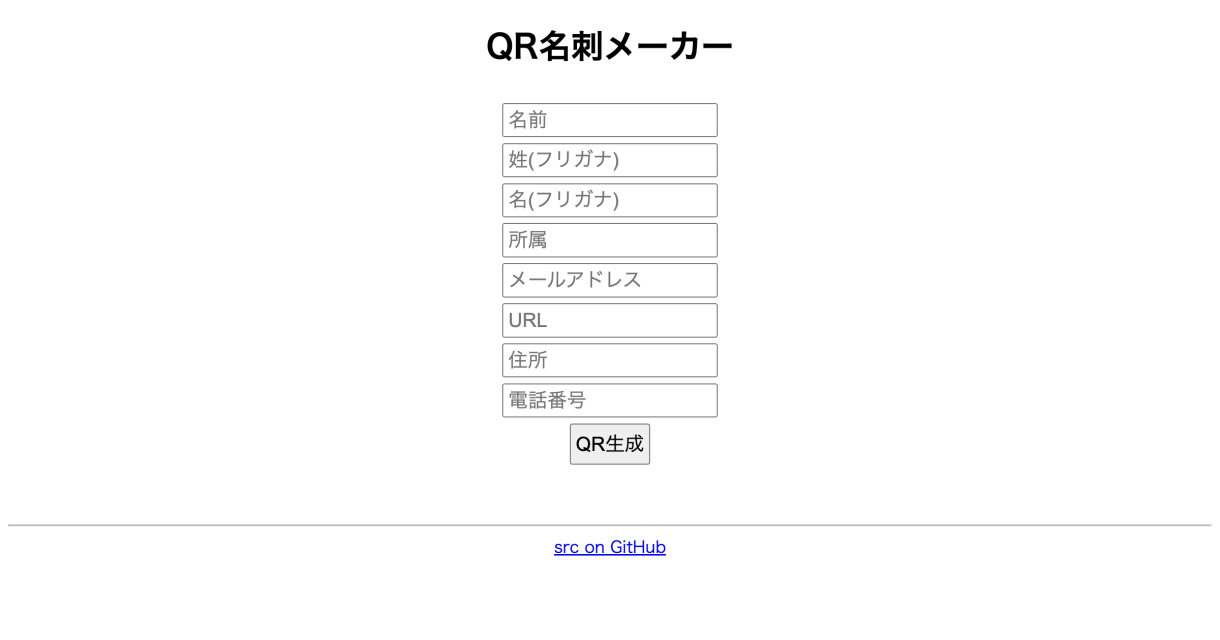 QR名刺メーカー
名前
姓(フリガナ)
名(フリガナ)
所属
メールアドレス
URL
住所
電話番号
QR生成
src on GitHub